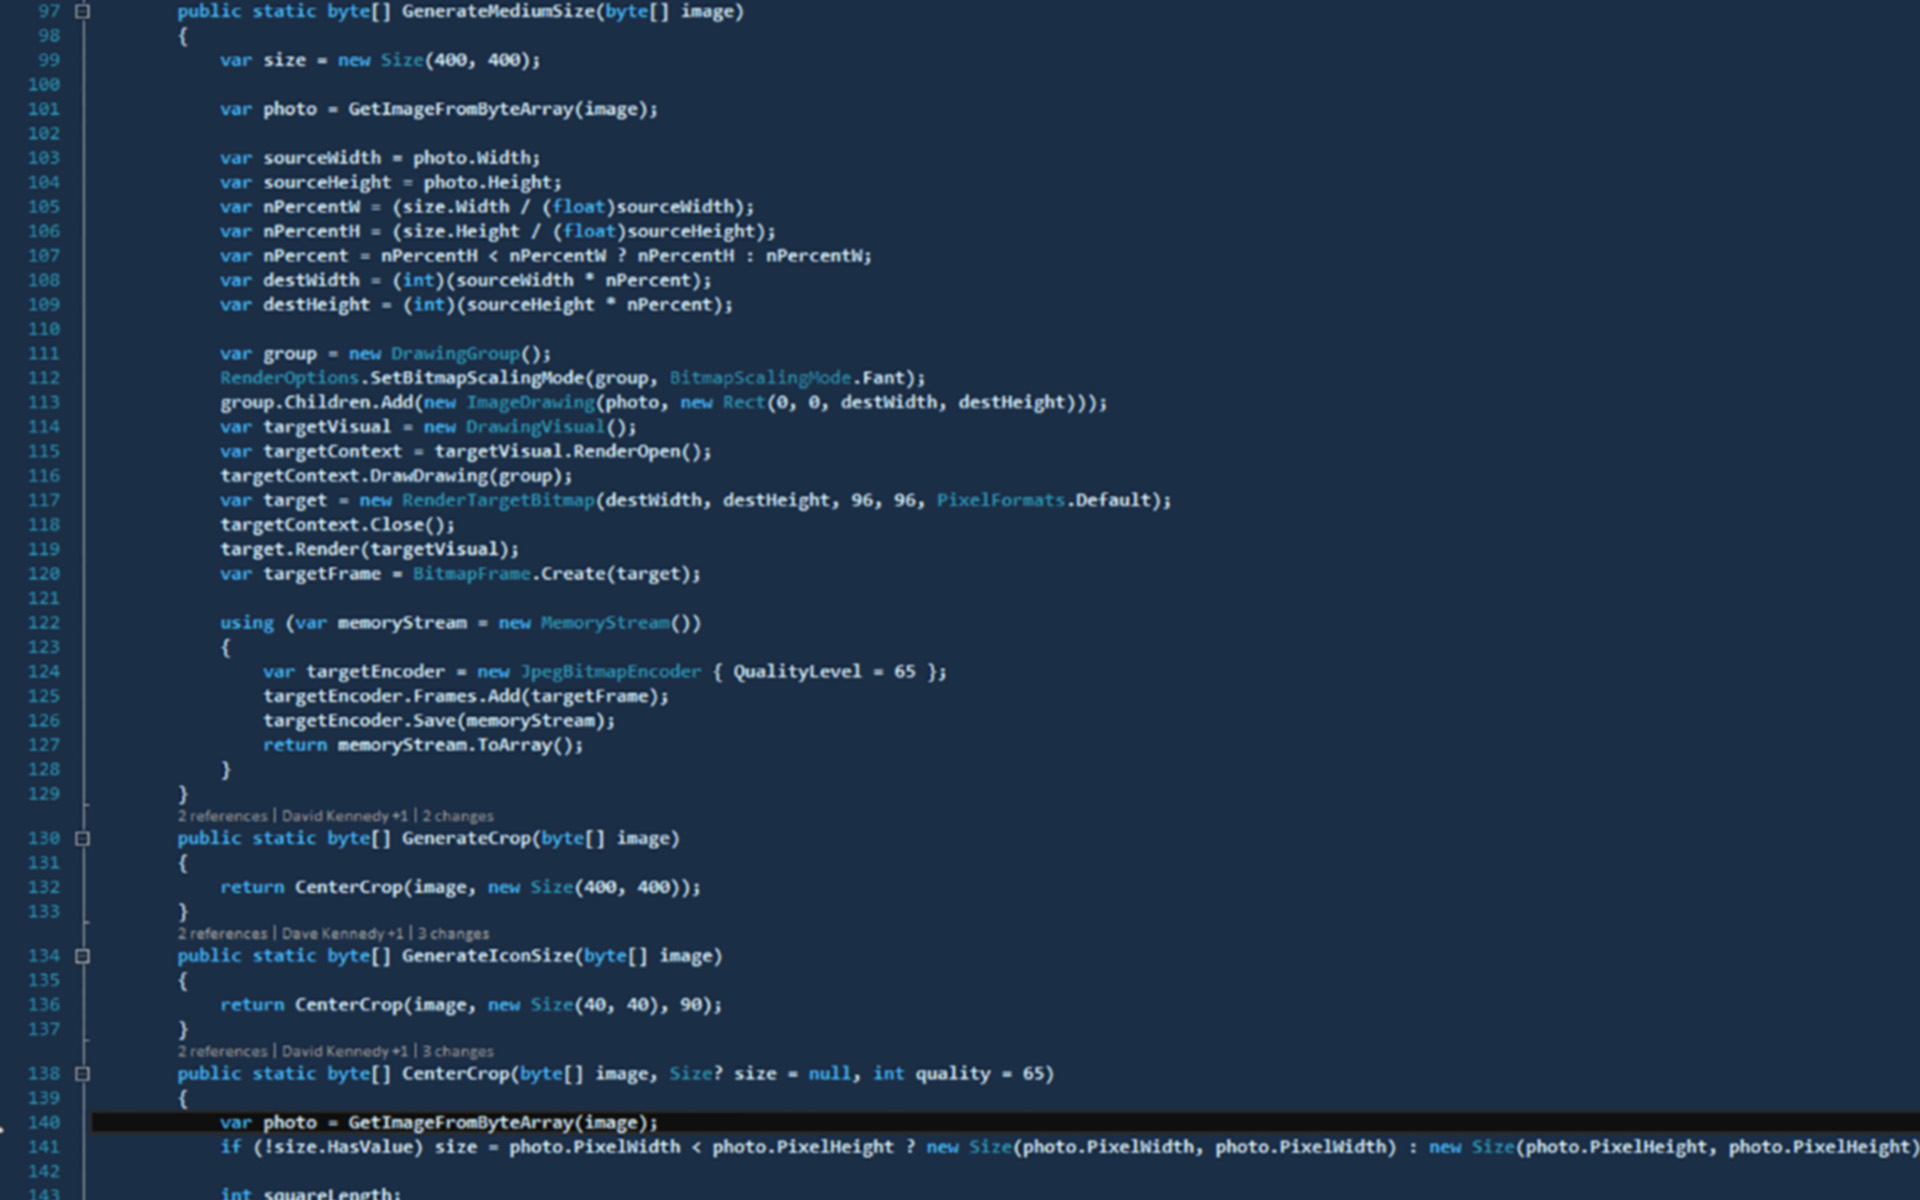 97 public static byte[] GenerateMediumSize(byte[] image)
98 {
99 var size = new Size(400, 400);
100
101 var photo = GetImageFromByteArray(image);
102
103 var sourceWidth = photo.Width;
104 var sourceHeight = photo.Height;
105 var nPercentW = (size.Width / (float)sourceWidth);
106 var nPercentH = (size.Height / (float)sourceHeight);
107 var nPercent = nPercentH < nPercentW ? nPercentH : nPercentW;
108 var destWidth = (int)(sourceWidth * nPercent);
109 var destHeight = (int)(sourceHeight * nPercent);
110
111 var group = new DrawingGroup();
112 RenderOptions.SetBitmapScalingMode(group, BitmapScalingMode.Fant);
113 group.Children.Add(new ImageDrawing(photo, new Rect(0, 0, destWidth, destHeight)));
114 var targetVisual = new DrawingVisual();
115 var targetContext = targetVisual.RenderOpen();
116 targetContext.DrawDrawing(group);
117 var target = new RenderTargetBitmap(destWidth, destHeight, 96, 96, PixelFormats.Default);
118 targetContext.Close();
119 target.Render(targetVisual);
120 var targetFrame = BitmapFrame.Create(target);
121
122 using (var memoryStream = new MemoryStream())
123 {
124 var targetEncoder = new JpegBitmapEncoder { QualityLevel = 65 };
125 targetEncoder.Frames.Add(targetFrame);
126 targetEncoder.Save(memoryStream);
127 return memoryStream.ToArray();
128 }
129 }
2 references | David Kennedy +1 | 2 changes
130 public static byte[] GenerateCrop(byte[] image)
131 {
132 return CenterCrop(image, new Size(400, 400));
133 }
2 references | Dave Kennedy +1 | 3 changes
134 public static byte[] GenerateIconSize(byte[] image)
135 {
136 return CenterCrop(image, new Size(40, 40), 90);
137 }
2 references | David Kennedy +1 | 3 changes
138 public static byte[] CenterCrop(byte[] image, Size? size = null, int quality = 65)
139 {
140 var photo = GetImageFromByteArray(image);
141 if (!size.HasValue) size = photo.PixelWidth < photo.PixelHeight ? new Size(photo.PixelWidth, photo.PixelWidth) : new Size(photo.PixelHeight, photo.PixelHeight)
142
143 int squareLength;